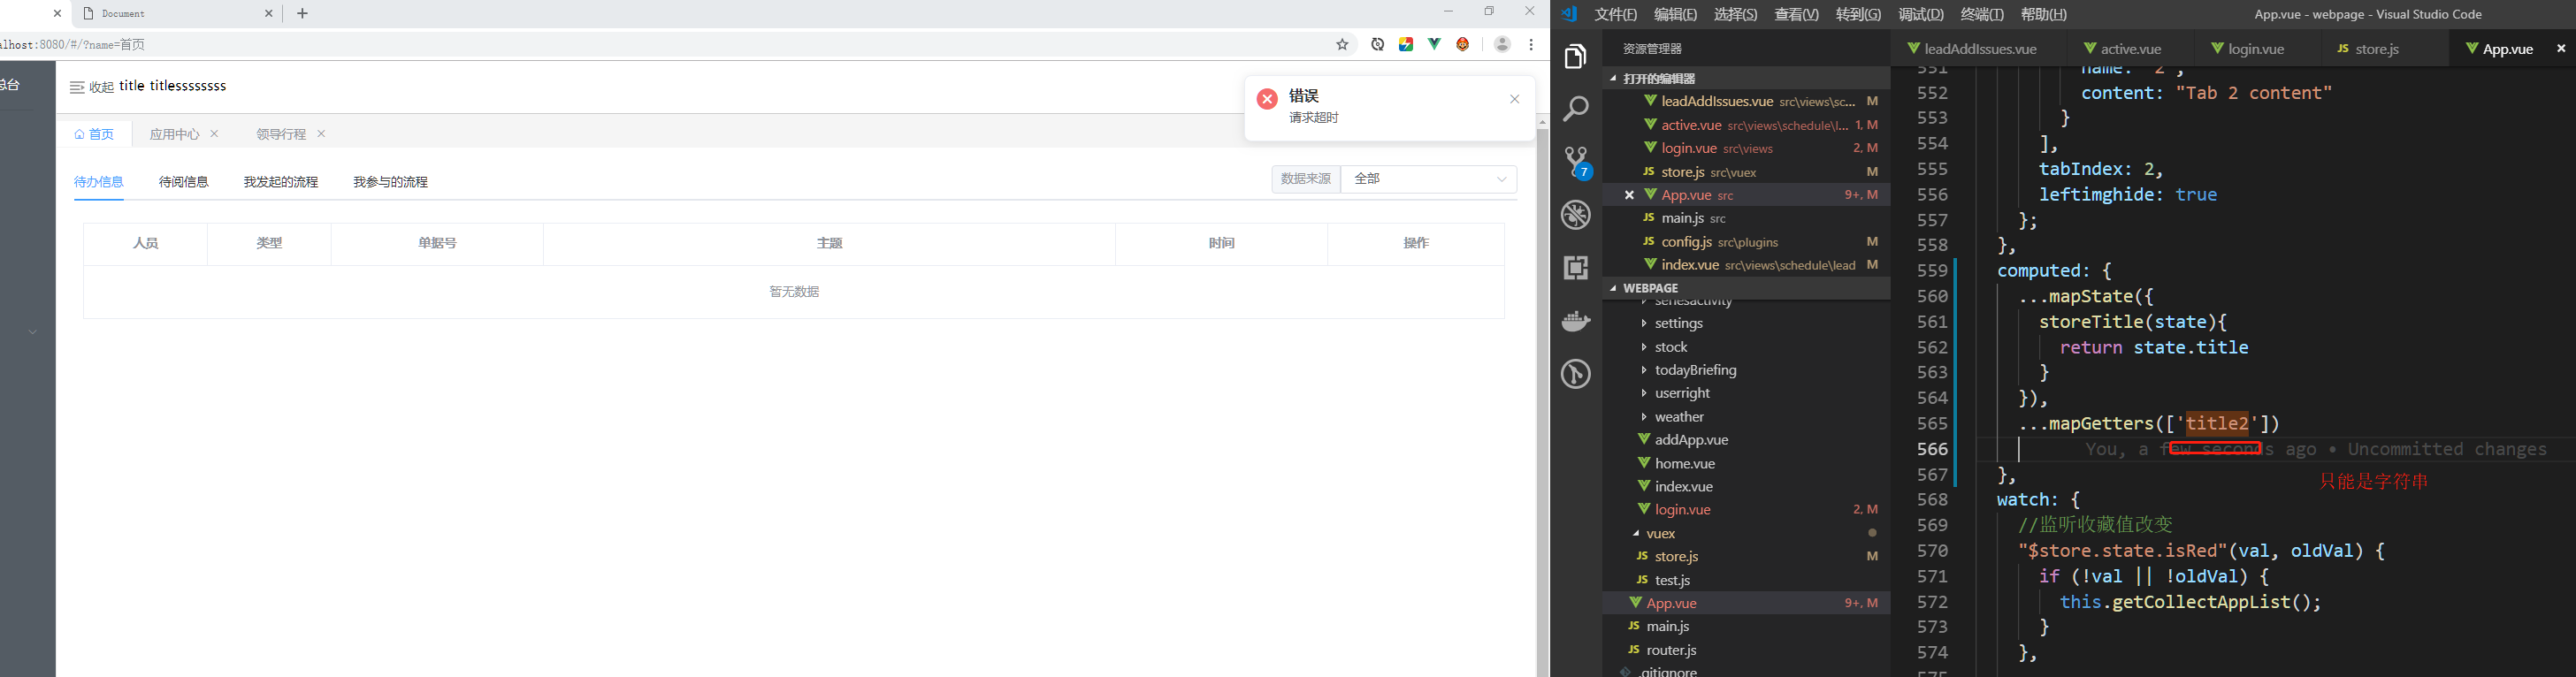 Document
alhost:8080/#/?name=首页
总台
收起 title titlessssssss
错误
请求超时
首页
应用中心
领导行程
待办信息
待阅信息
我发起的流程
我参与的流程
数据来源
全部
人员
类型
单据号
主题
时间
操作
暂无数据
文件(F) 编辑(E) 选择(S) 查看(V) 转到(G) 调试(D) 终端(T) 帮助(H)
App.vue - webpage - Visual Studio Code
资源管理器
打开的编辑器
leadAddIssues.vue src\views\sc... M
active.vue src\views\schedule\l... 1, M
login.vue src\views 2, M
JS store.js src\vuex M
App.vue src 9+, M
JS main.js src
JS config.js src\plugins M
index.vue src\views\schedule\lead M
WEBPAGE
seriesactivity
settings
stock
todayBriefing
userright
weather
addApp.vue
home.vue
index.vue
login.vue 2, M
vuex
JS store.js M
JS test.js
App.vue 9+, M
JS main.js
JS router.js
.gitignore
7
leadAddIssues.vue
active.vue
login.vue
JS store.js
App.vue
551 name: "2",
552 content: "Tab 2 content"
553 }
554 ],
555 tabIndex: 2,
556 leftimghide: true
557 };
558 },
559 computed: {
560 ...mapState({
561 storeTitle(state){
562 return state.title
563 }
564 }),
565 ...mapGetters(['title2'])
566 You, a few seconds ago • Uncommitted changes
567 },
只能是字符串
568 watch: {
569 //监听收藏值改变
570 "$store.state.isRed"(val, oldVal) {
571 if (!val || !oldVal) {
572 this.getCollectAppList();
573 }
574 },
575